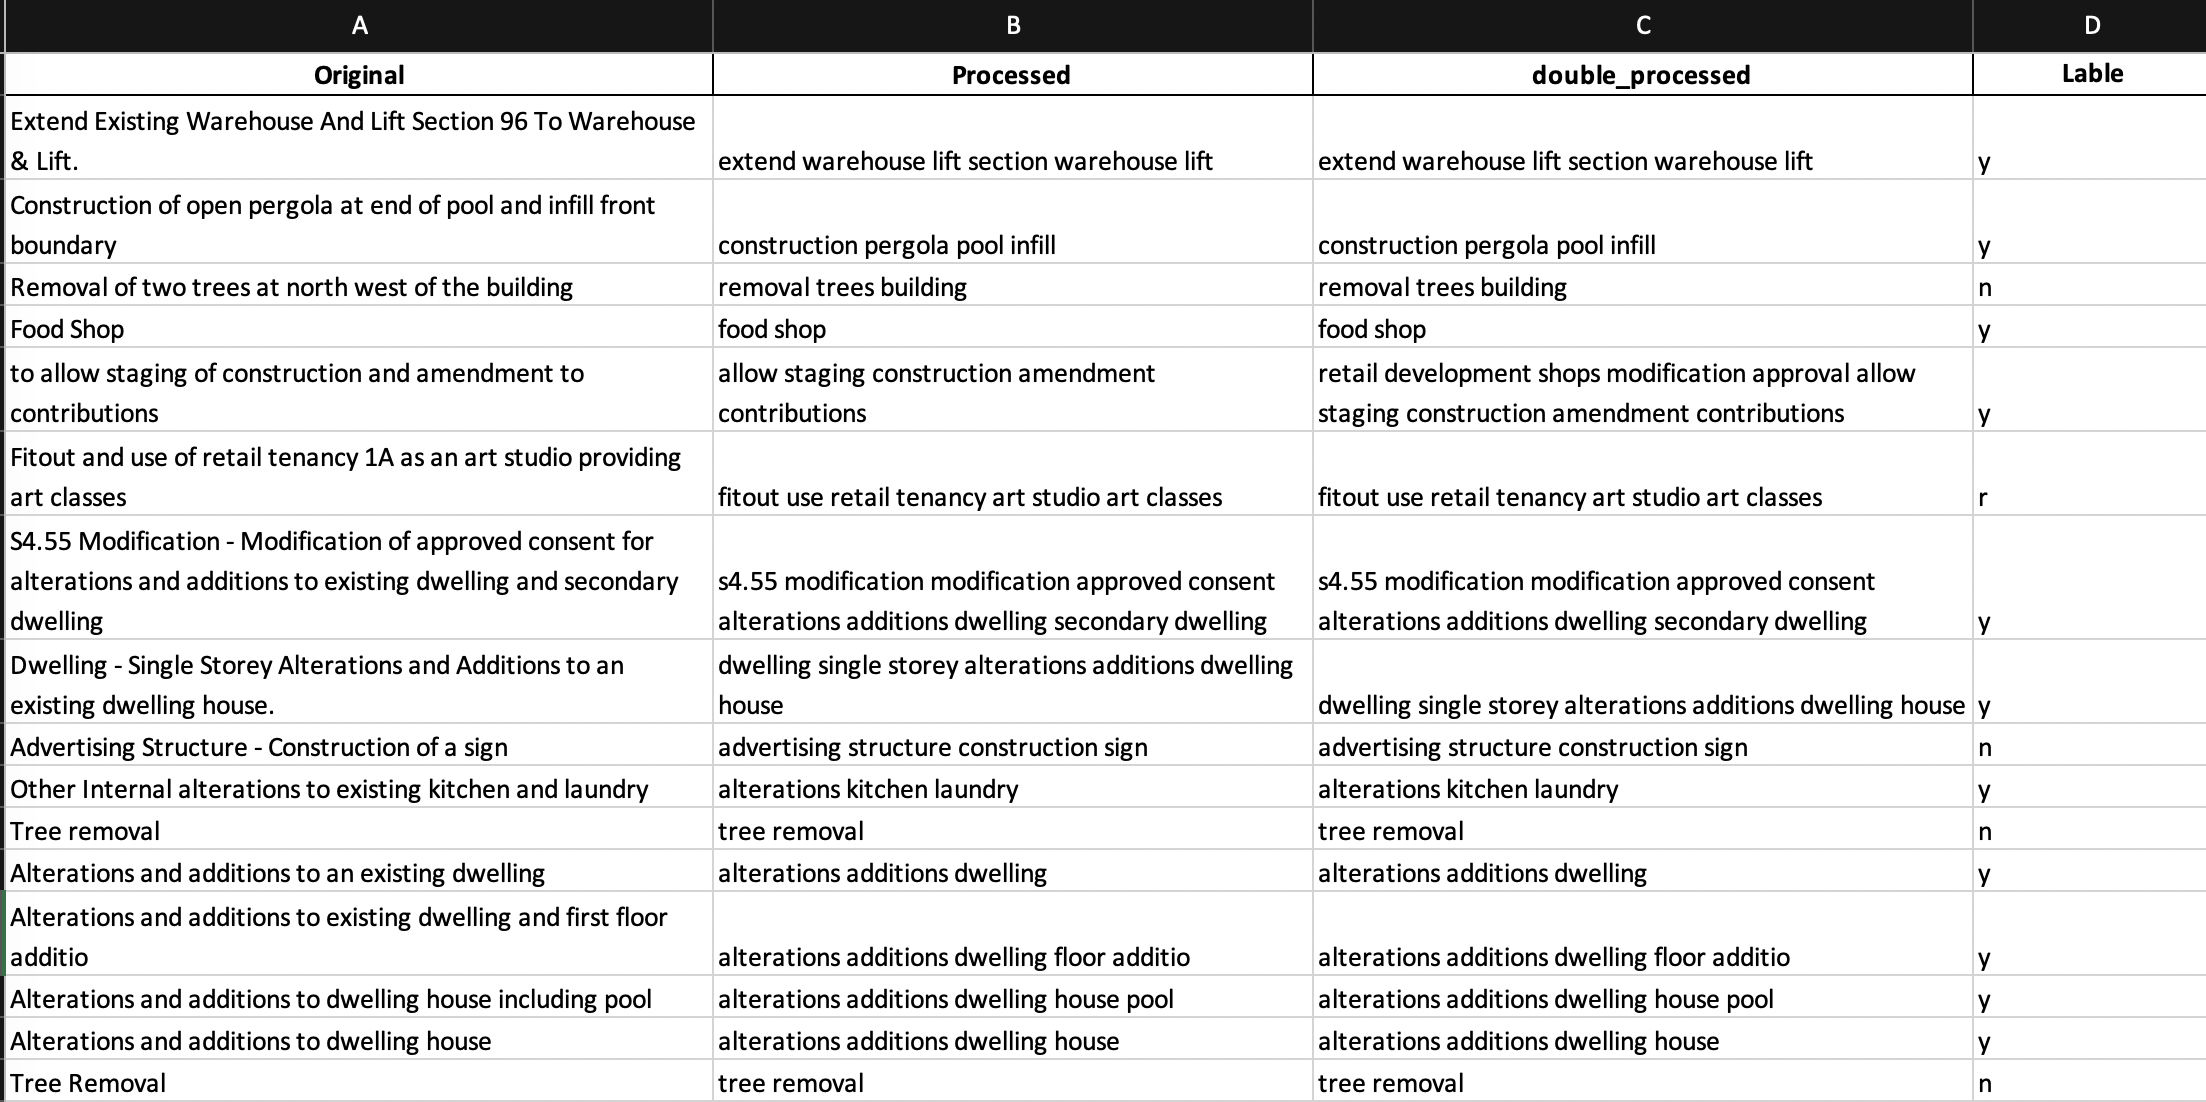 A B C D
Original Processed double_processed Lable
Extend Existing Warehouse And Lift Section 96 To Warehouse
& Lift. extend warehouse lift section warehouse lift extend warehouse lift section warehouse lift y
Construction of open pergola at end of pool and infill front
boundary construction pergola pool infill construction pergola pool infill y
Removal of two trees at north west of the building removal trees building removal trees building n
Food Shop food shop food shop y
to allow staging of construction and amendment to allow staging construction amendment retail development shops modification approval allow
contributions contributions staging construction amendment contributions y
Fitout and use of retail tenancy 1A as an art studio providing
art classes fitout use retail tenancy art studio art classes fitout use retail tenancy art studio art classes r
S4.55 Modification - Modification of approved consent for
alterations and additions to existing dwelling and secondary s4.55 modification modification approved consent s4.55 modification modification approved consent
dwelling alterations additions dwelling secondary dwelling alterations additions dwelling secondary dwelling y
Dwelling - Single Storey Alterations and Additions to an dwelling single storey alterations additions dwelling
existing dwelling house. house dwelling single storey alterations additions dwelling house y
Advertising Structure - Construction of a sign advertising structure construction sign advertising structure construction sign n
Other Internal alterations to existing kitchen and laundry alterations kitchen laundry alterations kitchen laundry y
Tree removal tree removal tree removal n
Alterations and additions to an existing dwelling alterations additions dwelling alterations additions dwelling y
Alterations and additions to existing dwelling and first floor
additio alterations additions dwelling floor additio alterations additions dwelling floor additio y
Alterations and additions to dwelling house including pool alterations additions dwelling house pool alterations additions dwelling house pool y
Alterations and additions to dwelling house alterations additions dwelling house alterations additions dwelling house y
Tree Removal tree removal tree removal n